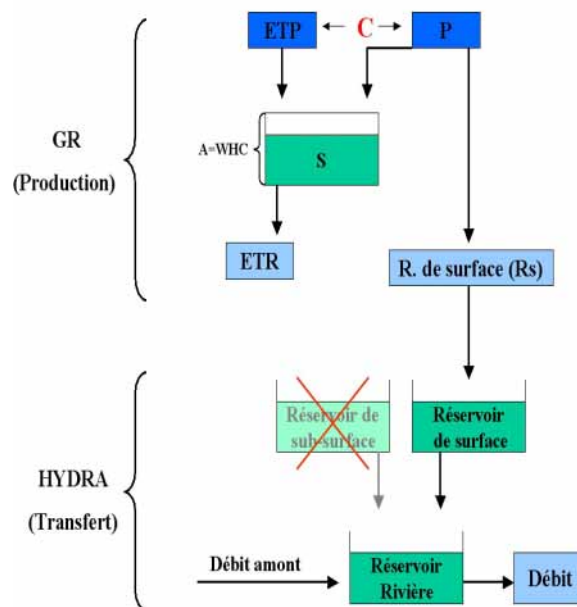 ETP
C
P
GR
(Production)
A=WHC
S
ETR
R. de surface (Rs)
Réservoir de
sub-surface
Réservoir
de surface
HYDRA
(Transfert)
Débit amont
Réservoir
Rivière
Débit